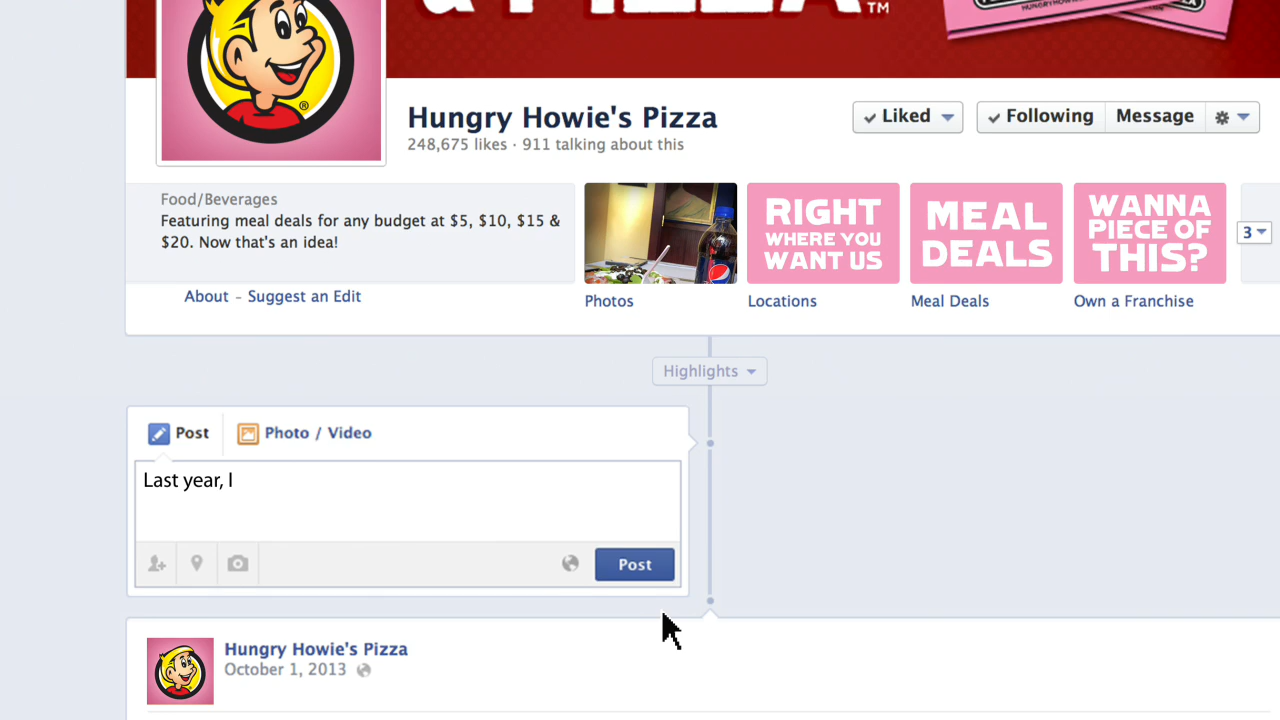 & PIZZA™
Hungry Howie's Pizza
248,675 likes · 911 talking about this
Liked
Following
Message
Food/Beverages
Featuring meal deals for any budget at $5, $10, $15 &
$20. Now that's an idea!
About – Suggest an Edit
RIGHT
WHERE YOU
WANT US
MEAL
DEALS
WANNA
PIECE OF
THIS?
3
Photos
Locations
Meal Deals
Own a Franchise
Highlights
Post
Photo / Video
Last year, I
Post
Hungry Howie's Pizza
October 1, 2013